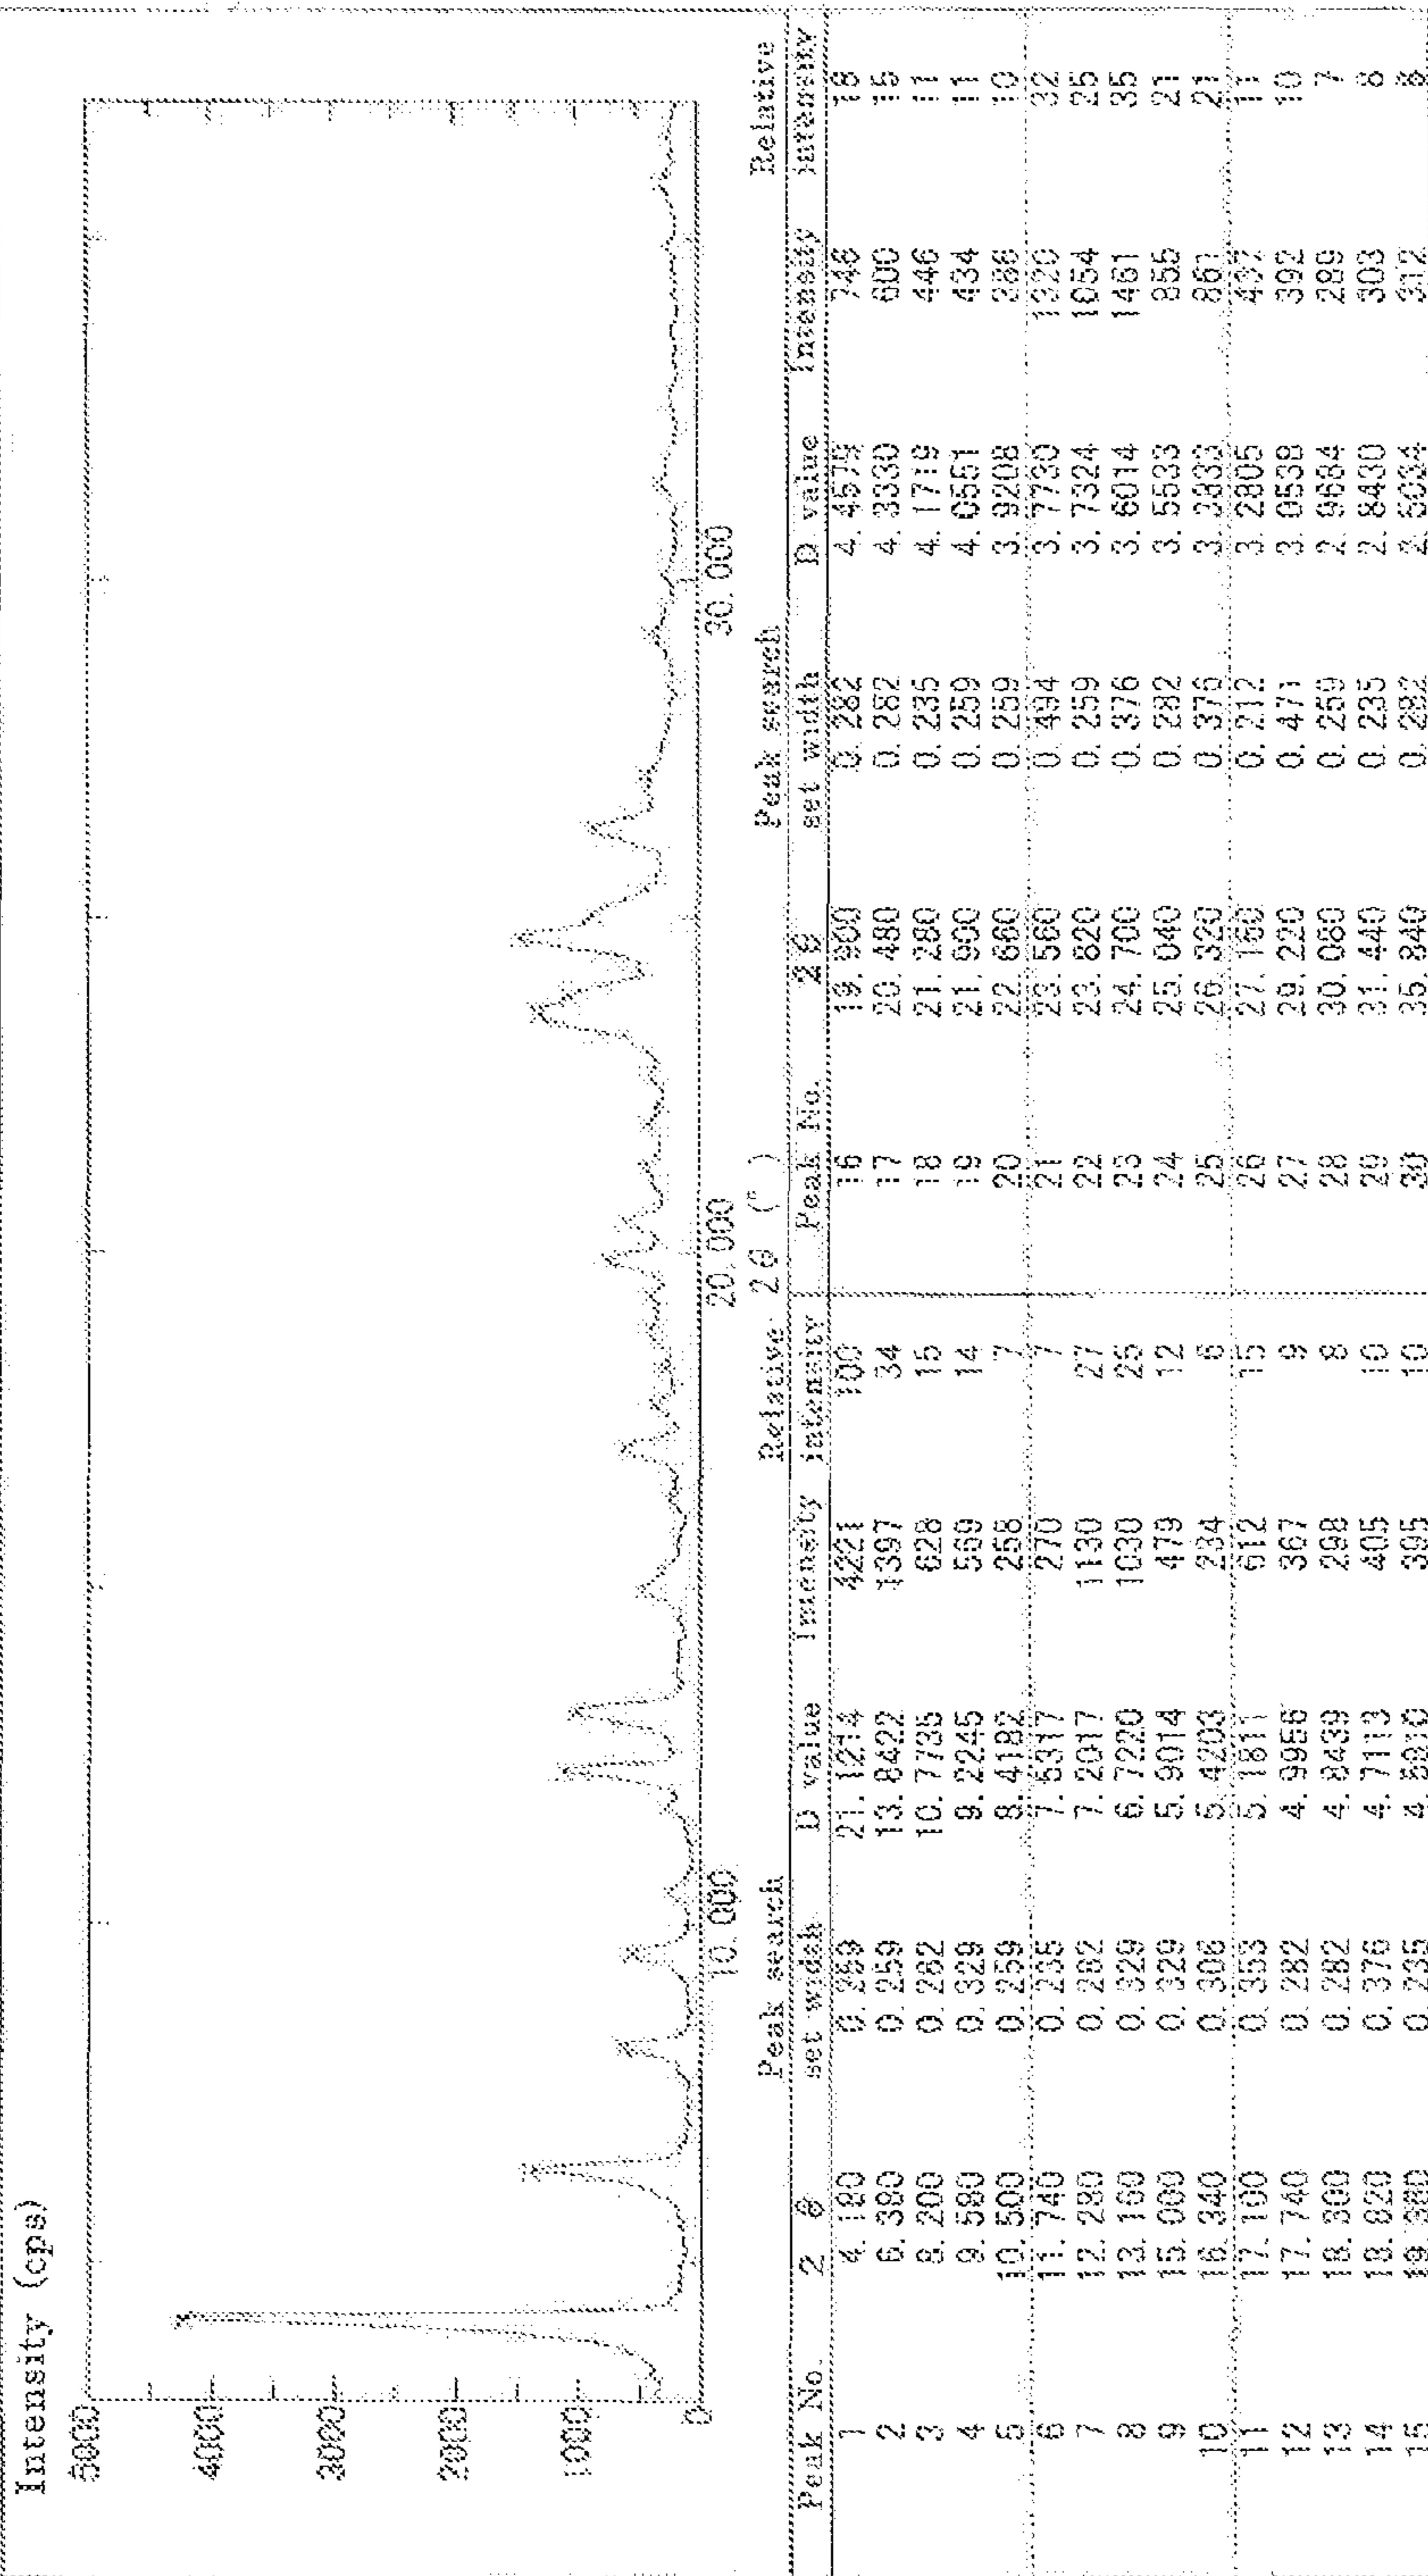 Intensity (cps)
5000
4000
3000
2000
1000
0
10.000 20.000 30.000
2θ (°)
Peak search Relative Peak search Relative
Peak No. 2 θ set width D value Intensity intensity Peak No. 2 θ set width D value Intensity intensity
1 4.180 0.259 21.1214 4221 100 16 19.900 0.282 4.4579 746 18
2 6.380 0.259 13.8422 1397 34 17 20.480 0.282 4.3330 600 15
3 8.200 0.282 10.7735 628 15 18 21.280 0.235 4.1719 446 11
4 9.580 0.329 9.2245 569 14 19 21.900 0.259 4.0551 434 11
5 10.500 0.259 8.4182 258 7 20 22.660 0.259 3.9208 386 10
6 11.740 0.235 7.5317 270 7 21 23.560 0.494 3.7730 1320 32
7 12.280 0.282 7.2017 1130 27 22 23.820 0.259 3.7324 1054 25
8 13.160 0.329 6.7220 1030 25 23 24.700 0.376 3.6014 1461 35
9 15.000 0.329 5.9014 479 12 24 25.040 0.282 3.5533 855 21
10 16.340 0.306 5.4203 234 6 25 26.320 0.376 3.3833 861 21
11 17.100 0.353 5.1811 612 15 26 27.160 0.212 3.2805 437 11
12 17.740 0.282 4.9956 367 9 27 29.220 0.471 3.0538 392 10
13 18.300 0.282 4.8439 298 8 28 30.080 0.259 2.9684 289 7
14 18.820 0.376 4.7113 405 10 29 31.440 0.235 2.8430 303 8
15 19.360 0.235 4.5810 395 10 30 35.840 0.282 2.5034 312 8